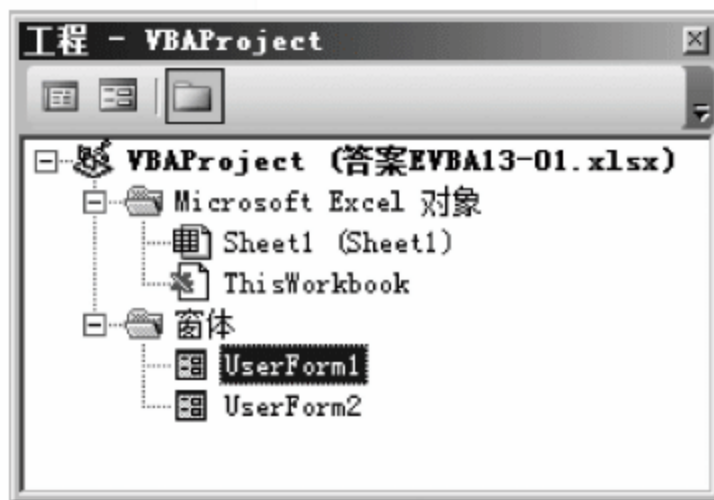 工程 - VBAProject
VBAProject (答案EVBA13-01.xlsx)
Microsoft Excel 对象
Sheet1 (Sheet1)
ThisWorkbook
窗体
UserForm1
UserForm2